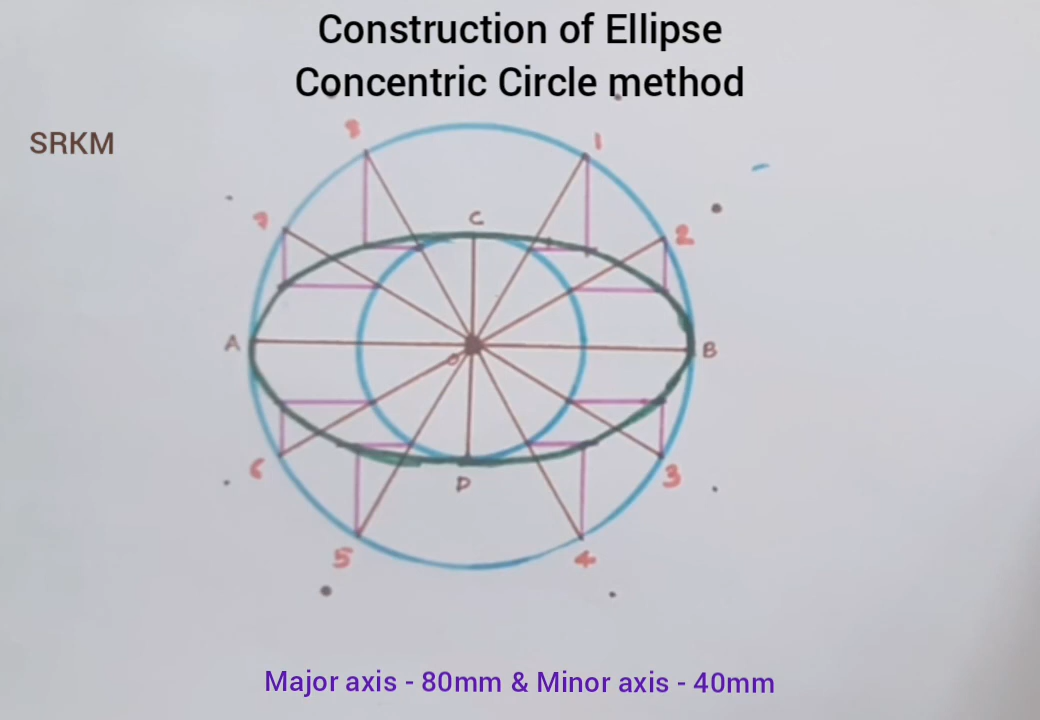 Construction of Ellipse
Concentric Circle method
SRKM
8
1
7
C
2
A
O
B
6
D
3
5
4
Major axis - 80mm & Minor axis - 40mm